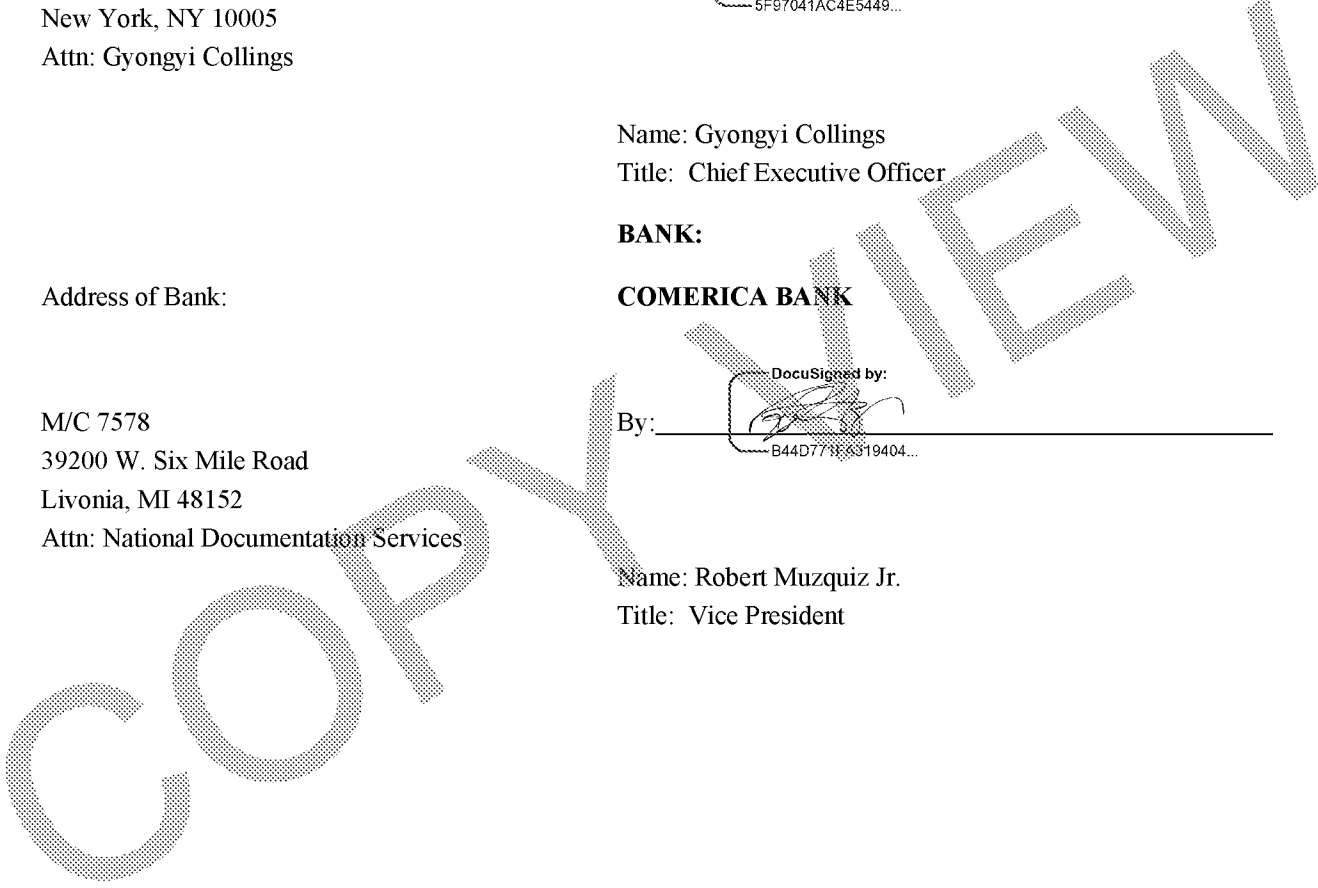 5F97041AC4E5449...
New York, NY 10005
Attn: Gyongyi Collings
Name: Gyongyi Collings
Title: Chief Executive Officer
BANK:
Address of Bank:
COMERICA BANK
DocuSigned by:
M/C 7578
By:
39200 W. Six Mile Road
B44D771FA319404...
Livonia, MI 48152
Attn: National Documentation Services
Name: Robert Muzquiz Jr.
Title: Vice President
COPY VIEW